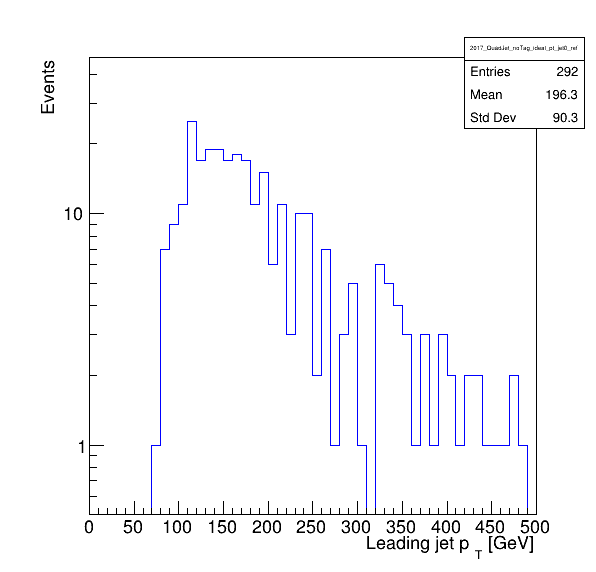 2017_QuadJet_noTag_ideal_pt_jet0_ref
Entries 292
Mean 196.3
Std Dev 90.3
Events
10
1
0 50 100 150 200 250 300 350 400 450 500
Leading jet p T [GeV]